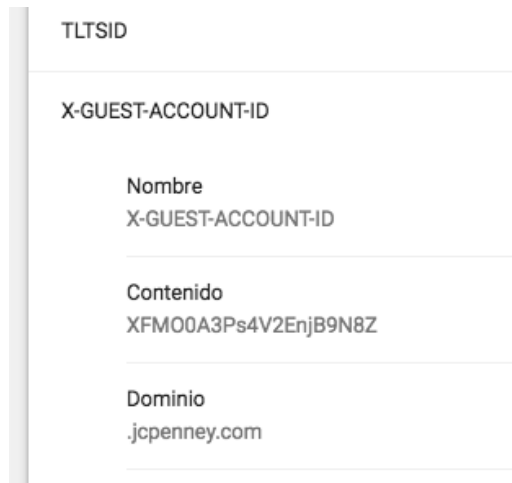 TLTSID
X-GUEST-ACCOUNT-ID
Nombre
X-GUEST-ACCOUNT-ID
Contenido
XFMO0A3Ps4V2EnjB9N8Z
Dominio
.jcpenney.com